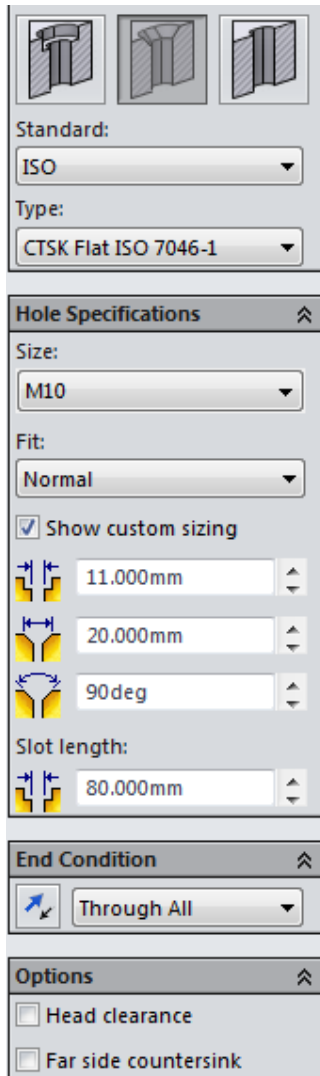 Standard:
ISO
Type:
CTSK Flat ISO 7046-1
Hole Specifications
Size:
M10
Fit:
Normal
Show custom sizing
11.000mm
20.000mm
90deg
Slot length:
80.000mm
End Condition
Through All
Options
Head clearance
Far side countersink